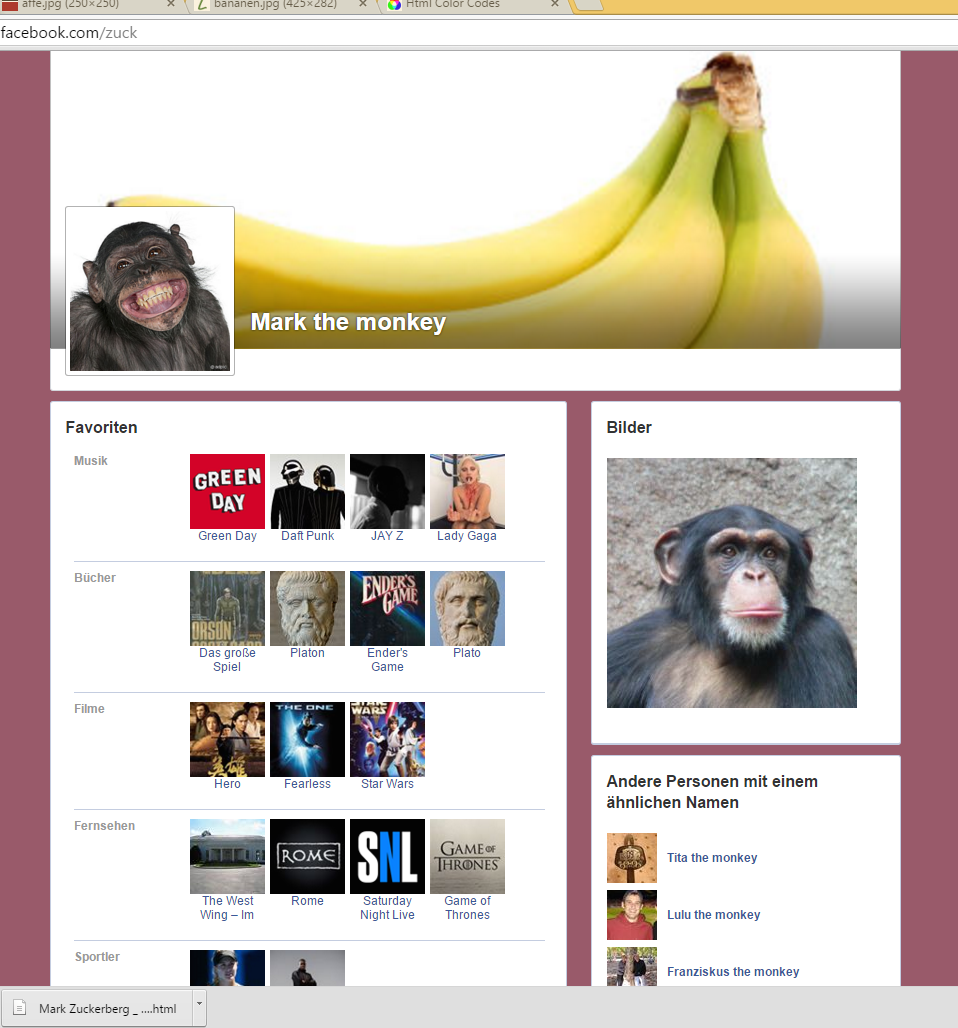 affe.jpg (250×250)
bananen.jpg (425×282)
Html Color Codes
facebook.com/zuck
Mark the monkey
Favoriten
Musik
GREEN
DAY
Green Day
Daft Punk
JAY Z
Lady Gaga
Bücher
ORSON
ENDER'S
GAME
Das große
Spiel
Platon
Ender's
Game
Plato
Filme
THE ONE
STAR
WARS
英雄
Hero
Fearless
Star Wars
Fernsehen
ROME
SNL
GAME OF
THRONES
The West
Wing – Im
Rome
Saturday
Night Live
Game of
Thrones
Sportler
Bilder
Andere Personen mit einem
ähnlichen Namen
Tita the monkey
Lulu the monkey
Franziskus the monkey
Mark Zuckerberg _ ....html